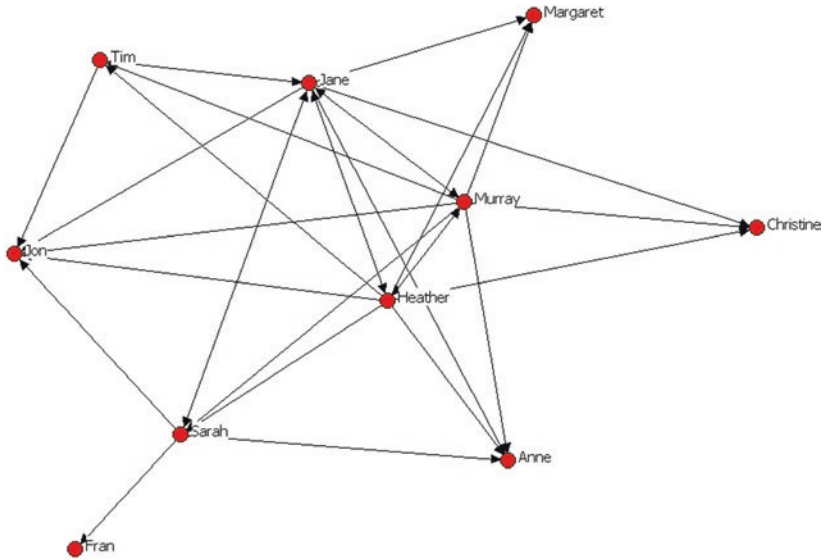 Margaret
Tim
Jane
Murray
Christine
Jon
Heather
Sarah
Anne
Fran